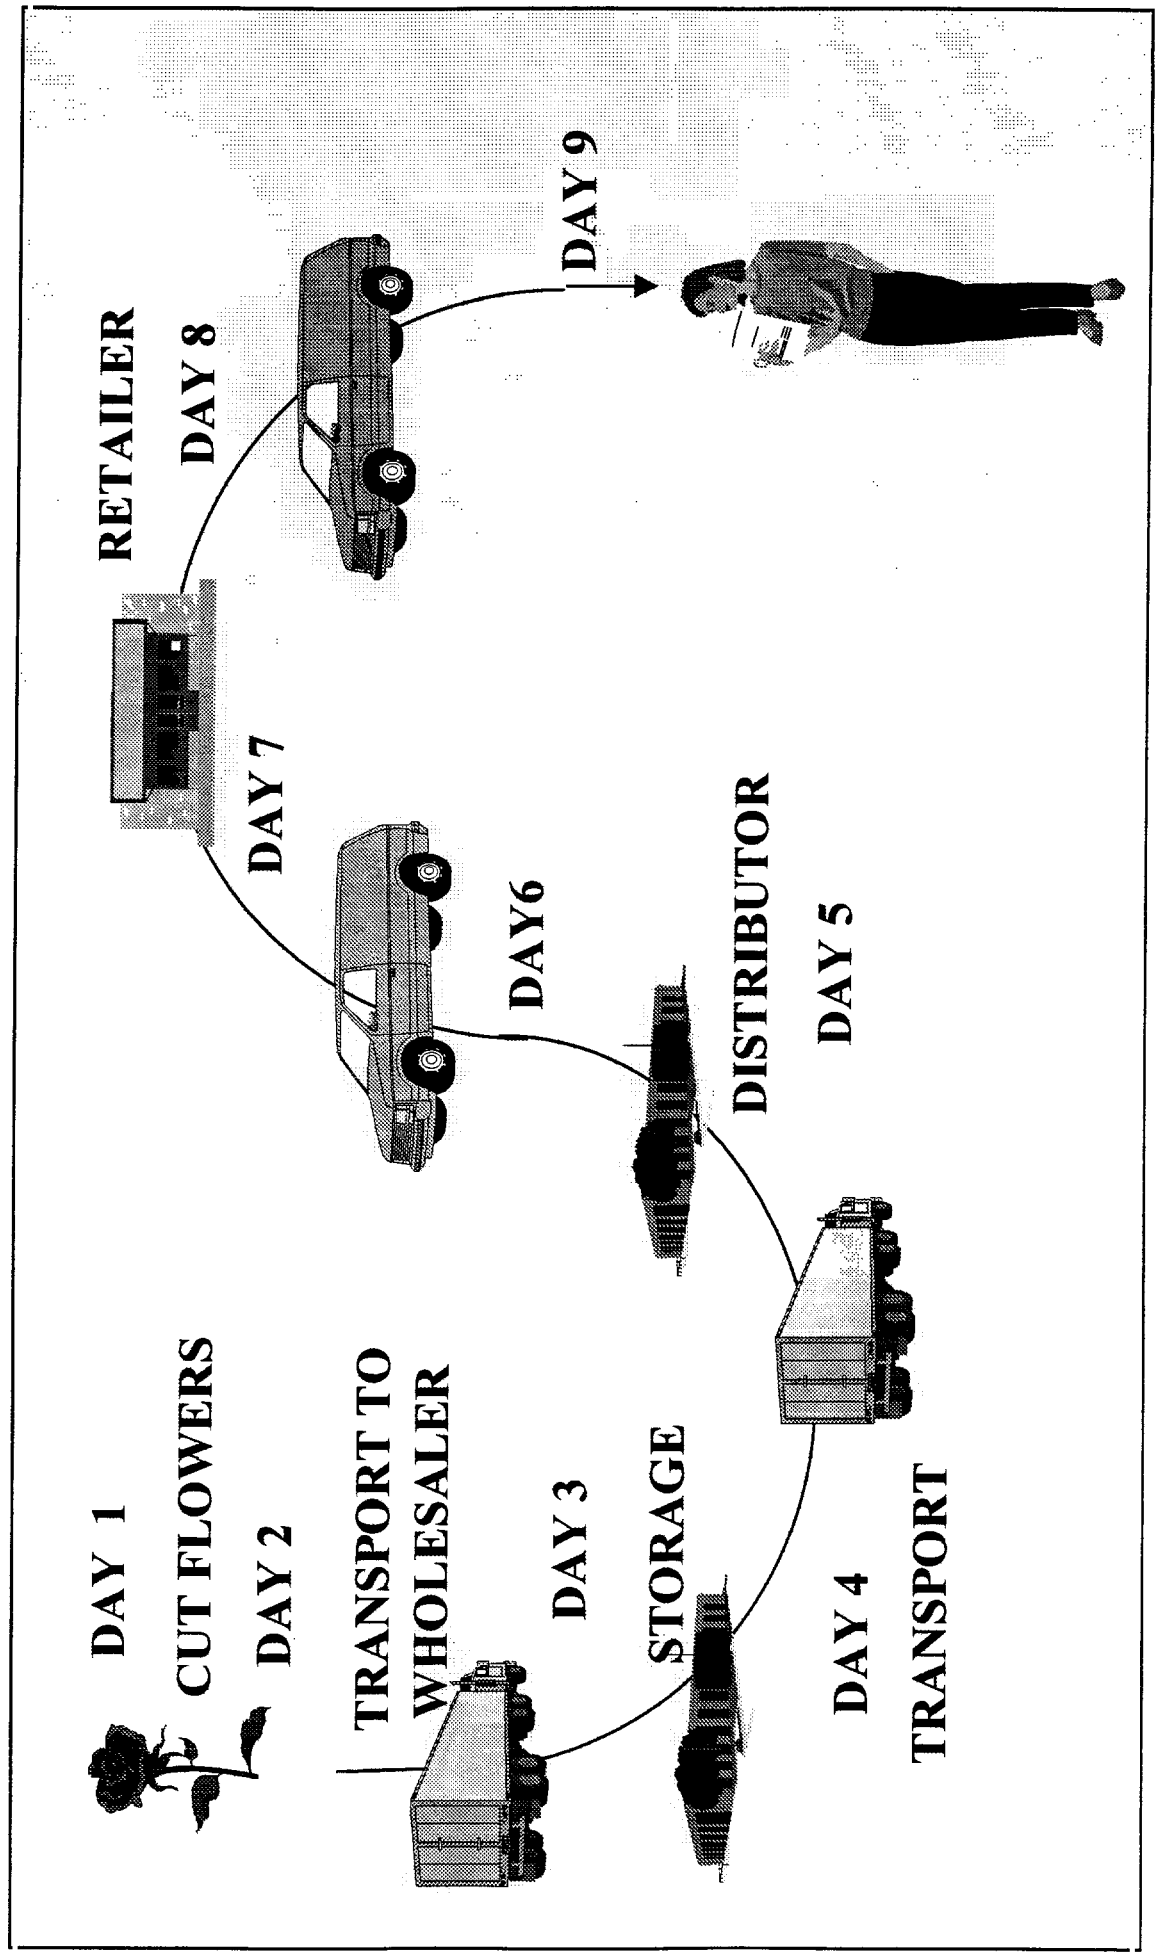 DAY 1
CUT FLOWERS
DAY 2
TRANSPORT TO
WHOLESALER
DAY 3
STORAGE
DAY 4
TRANSPORT
DISTRIBUTOR
DAY 5
DAY6
DAY 7
RETAILER
DAY 8
DAY 9